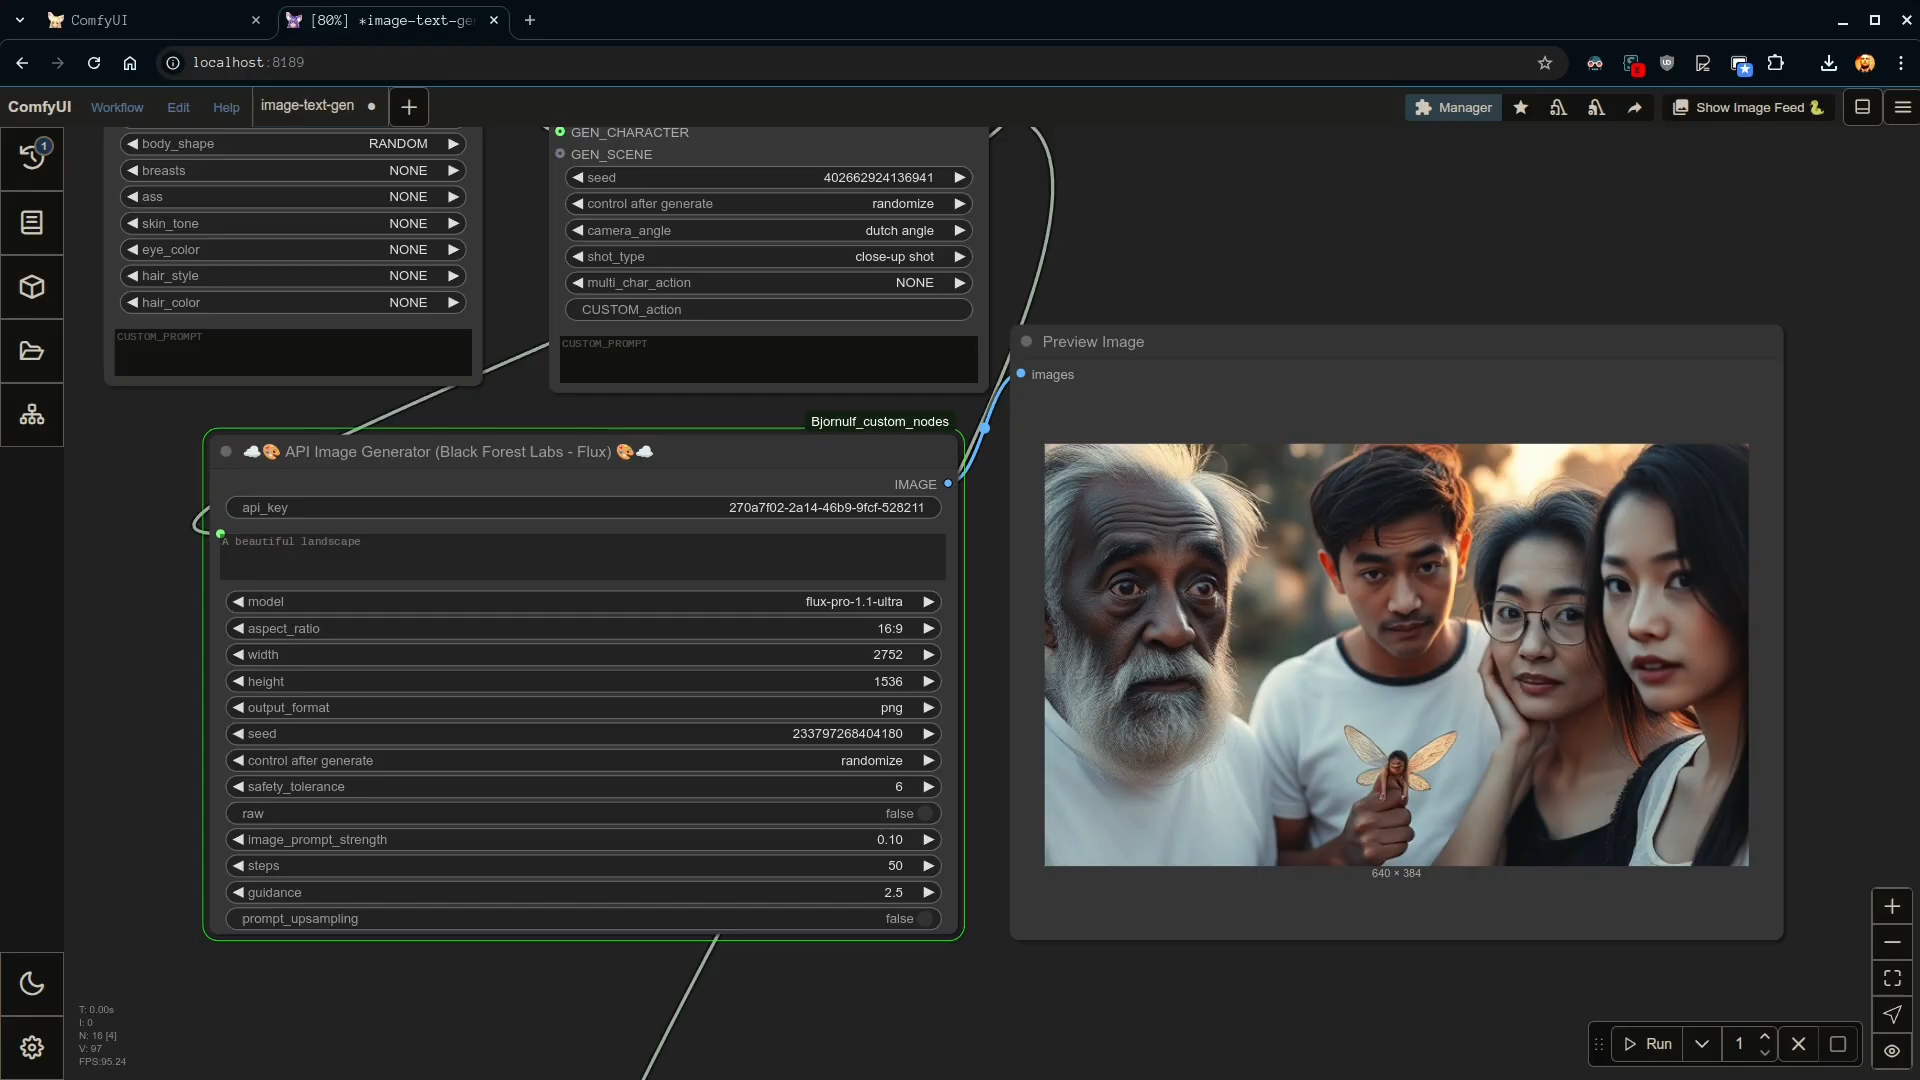 ComfyUI
[80%] *image-text-ge
localhost:8189
ComfyUI
Workflow
Edit
Help
image-text-gen
Manager
Show Image Feed 🐍
1
body_shape RANDOM
breasts NONE
ass NONE
skin_tone NONE
eye_color NONE
hair_style NONE
hair_color NONE
CUSTOM_PROMPT
GEN_CHARACTER
GEN_SCENE
seed 402662924136941
control after generate randomize
camera_angle dutch angle
shot_type close-up shot
multi_char_action NONE
CUSTOM_action
CUSTOM_PROMPT
Bjornulf_custom_nodes
☁️🎨 API Image Generator (Black Forest Labs - Flux) 🎨☁️
IMAGE
api_key 270a7f02-2a14-46b9-9fcf-528211
A beautiful landscape
model flux-pro-1.1-ultra
aspect_ratio 16:9
width 2752
height 1536
output_format png
seed 233797268404180
control after generate randomize
safety_tolerance 6
raw false
image_prompt_strength 0.10
steps 50
guidance 2.5
prompt_upsampling false
Preview Image
images
640 × 384
T: 0.00s
I: 0
N: 16 [4]
V: 97
FPS:95.24
Run
1